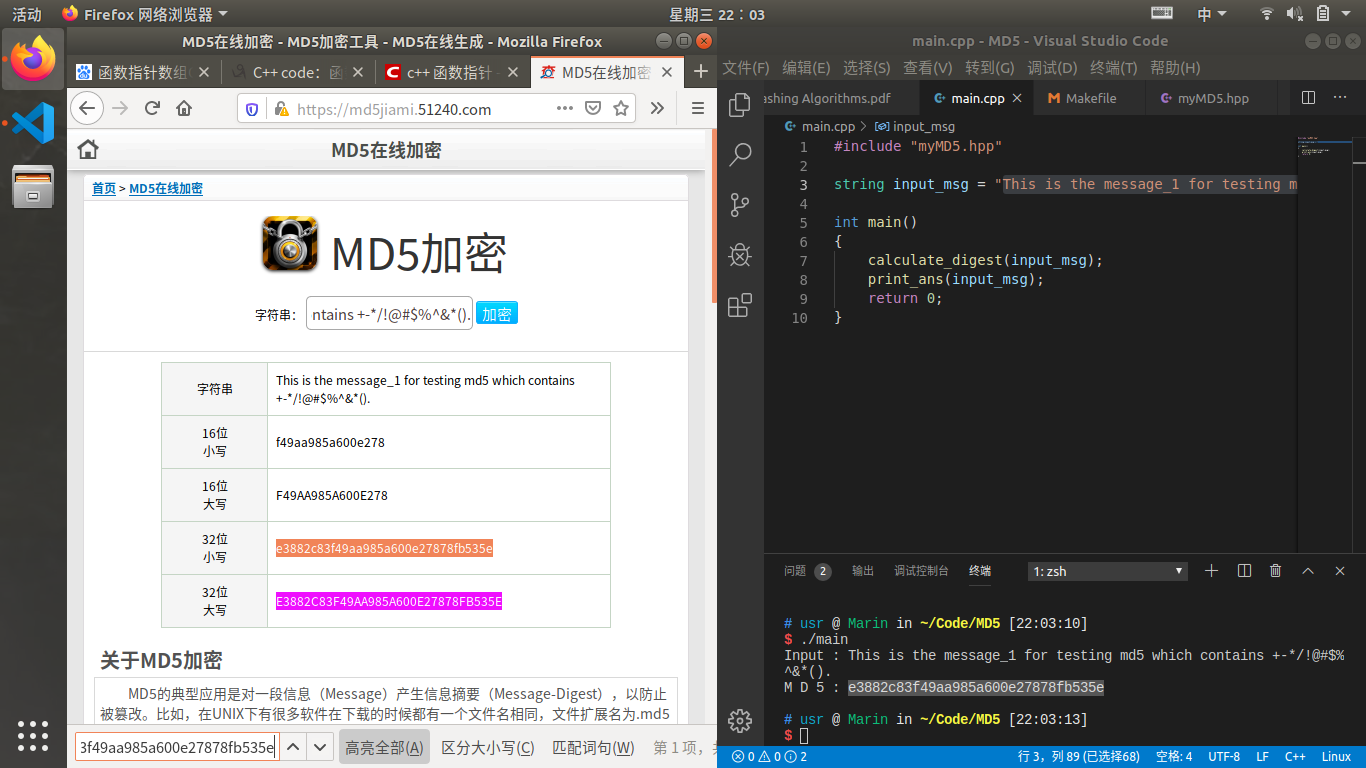 活动 Firefox 网络浏览器 星期三 22：03 中
MD5在线加密 - MD5加密工具 - MD5在线生成 - Mozilla Firefox
函数指针数组 C++ code：函 c++ 函数指针 - MD5在线加密
https://md5jiami.51240.com
MD5在线加密
首页 > MD5在线加密
MD5加密
字符串： ntains +-*/!@#$%^&*(). 加密
字符串 This is the message_1 for testing md5 which contains
+-*/!@#$%^&*().
16位
小写 f49aa985a600e278
16位
大写 F49AA985A600E278
32位
小写 e3882c83f49aa985a600e27878fb535e
32位
大写 E3882C83F49AA985A600E27878FB535E
关于MD5加密
MD5的典型应用是对一段信息（Message）产生信息摘要（Message-Digest），以防止
被篡改。比如，在UNIX下有很多软件在下载的时候都有一个文件名相同，文件扩展名为.md5
3f49aa985a600e27878fb535e 高亮全部(A) 区分大小写(C) 匹配词句(W) 第 1 项，
main.cpp - MD5 - Visual Studio Code
文件(F) 编辑(E) 选择(S) 查看(V) 转到(G) 调试(D) 终端(T) 帮助(H)
ashing Algorithms.pdf main.cpp Makefile myMD5.hpp
main.cpp > input_msg
1 #include "myMD5.hpp"
2
3 string input_msg = "This is the message_1 for testing m
4
5 int main()
6 {
7 calculate_digest(input_msg);
8 print_ans(input_msg);
9 return 0;
10 }
问题 2 输出 调试控制台 终端 1: zsh
# usr @ Marin in ~/Code/MD5 [22:03:10]
$ ./main
Input : This is the message_1 for testing md5 which contains +-*/!@#$%
^&*().
M D 5 : e3882c83f49aa985a600e27878fb535e
# usr @ Marin in ~/Code/MD5 [22:03:13]
$
0 0 2 行 3，列 89 (已选择68) 空格: 4 UTF-8 LF C++ Linux